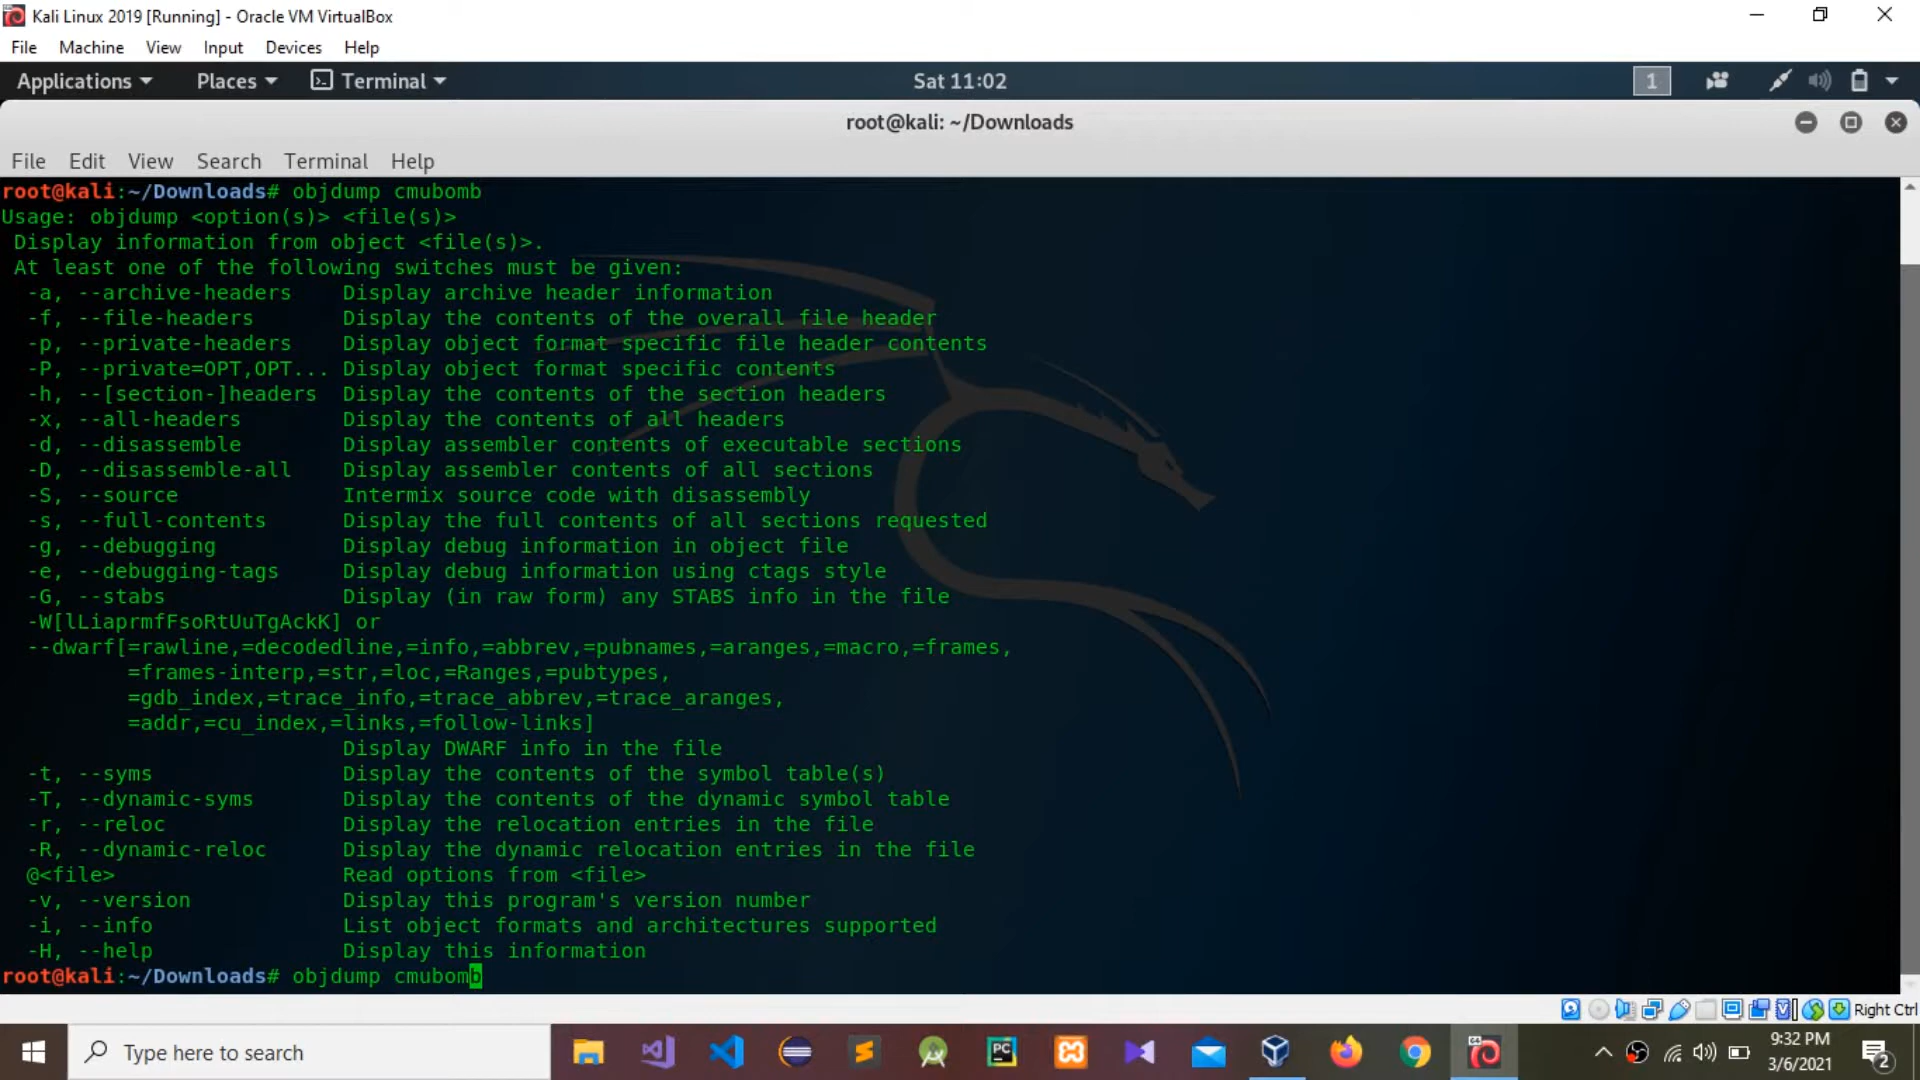 Kali Linux 2019 [Running] - Oracle VM VirtualBox
File Machine View Input Devices Help
Applications Places Terminal Sat 11:02 1
root@kali: ~/Downloads
File Edit View Search Terminal Help
root@kali:~/Downloads# objdump cmubomb
Usage: objdump <option(s)> <file(s)>
 Display information from object <file(s)>.
 At least one of the following switches must be given:
  -a, --archive-headers    Display archive header information
  -f, --file-headers       Display the contents of the overall file header
  -p, --private-headers    Display object format specific file header contents
  -P, --private=OPT,OPT... Display object format specific contents
  -h, --[section-]headers  Display the contents of the section headers
  -x, --all-headers        Display the contents of all headers
  -d, --disassemble        Display assembler contents of executable sections
  -D, --disassemble-all    Display assembler contents of all sections
  -S, --source             Intermix source code with disassembly
  -s, --full-contents      Display the full contents of all sections requested
  -g, --debugging          Display debug information in object file
  -e, --debugging-tags     Display debug information using ctags style
  -G, --stabs              Display (in raw form) any STABS info in the file
  -W[lLiaprmfFsoRtUuTgAckK] or
  --dwarf[=rawline,=decodedline,=info,=abbrev,=pubnames,=aranges,=macro,=frames,
          =frames-interp,=str,=loc,=Ranges,=pubtypes,
          =gdb_index,=trace_info,=trace_abbrev,=trace_aranges,
          =addr,=cu_index,=links,=follow-links]
                           Display DWARF info in the file
  -t, --syms               Display the contents of the symbol table(s)
  -T, --dynamic-syms       Display the contents of the dynamic symbol table
  -r, --reloc              Display the relocation entries in the file
  -R, --dynamic-reloc      Display the dynamic relocation entries in the file
  @<file>                  Read options from <file>
  -v, --version            Display this program's version number
  -i, --info               List object formats and architectures supported
  -H, --help               Display this information
root@kali:~/Downloads# objdump cmubomb
Right Ctrl
Type here to search
PC
64
9:32 PM
3/6/2021
2